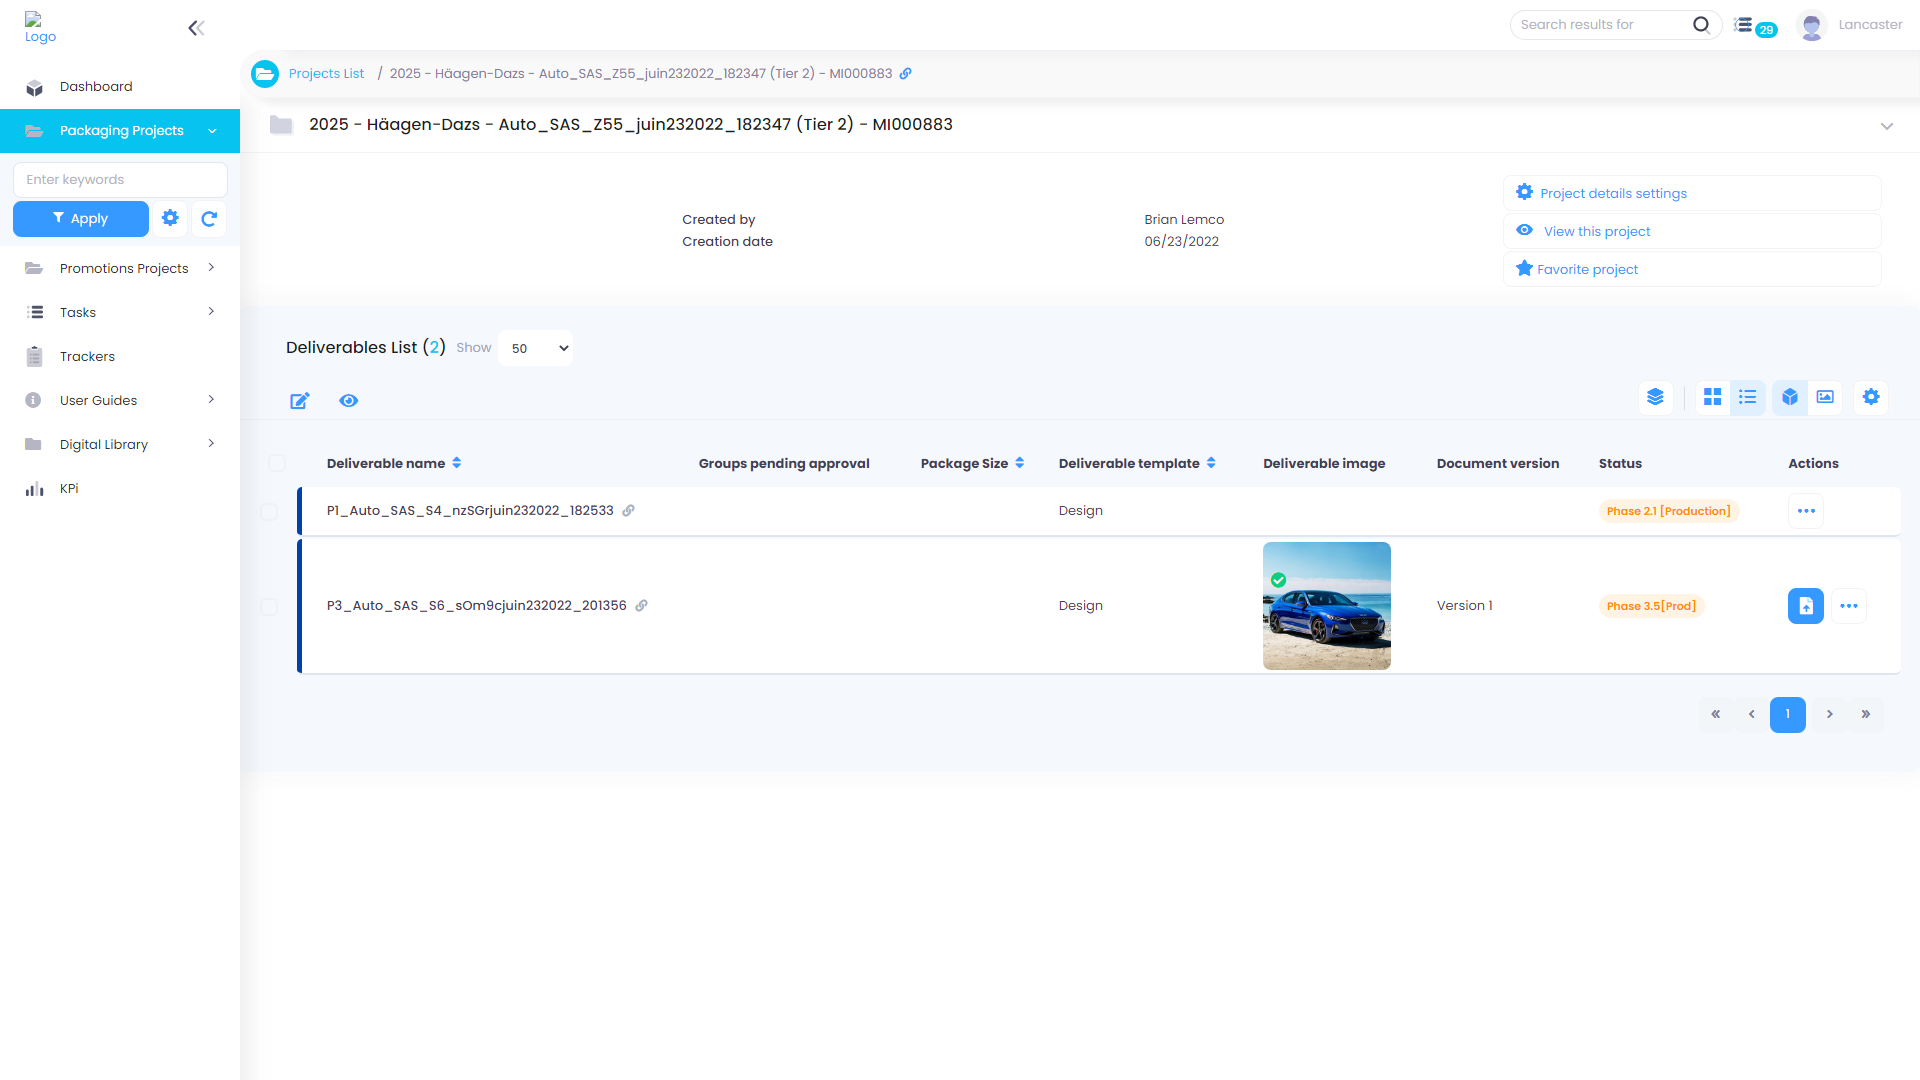 Logo
Search results for
29
Lancaster
Dashboard
Packaging Projects
Enter keywords
Apply
Promotions Projects
Tasks
Trackers
User Guides
Digital Library
KPi
Projects List / 2025 - Häagen-Dazs - Auto_SAS_Z55_juin232022_182347 (Tier 2) - MI000883
2025 - Häagen-Dazs - Auto_SAS_Z55_juin232022_182347 (Tier 2) - MI000883
Created by Brian Lemco
Creation date 06/23/2022
Project details settings
View this project
Favorite project
Deliverables List (2) Show 50
Deliverable name Groups pending approval Package Size Deliverable template Deliverable image Document version Status Actions
P1_Auto_SAS_S4_nzSGrjuin232022_182533 Design Phase 2.1 [Production]
P3_Auto_SAS_S6_sOm9cjuin232022_201356 Design Version 1 Phase 3.5[Prod]
« ‹ 1 › »